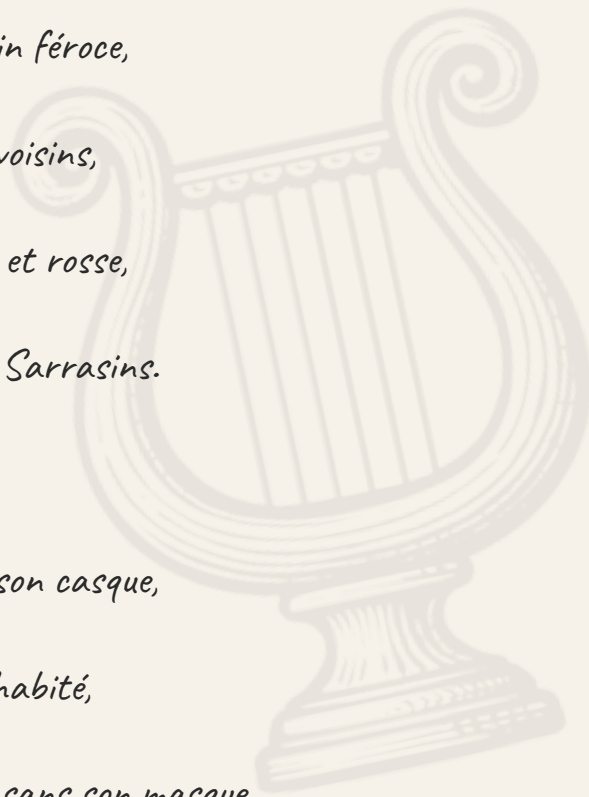 in féroce,
voisins,
et rosse,
Sarrasins.
son casque,
habité,
sans son masque